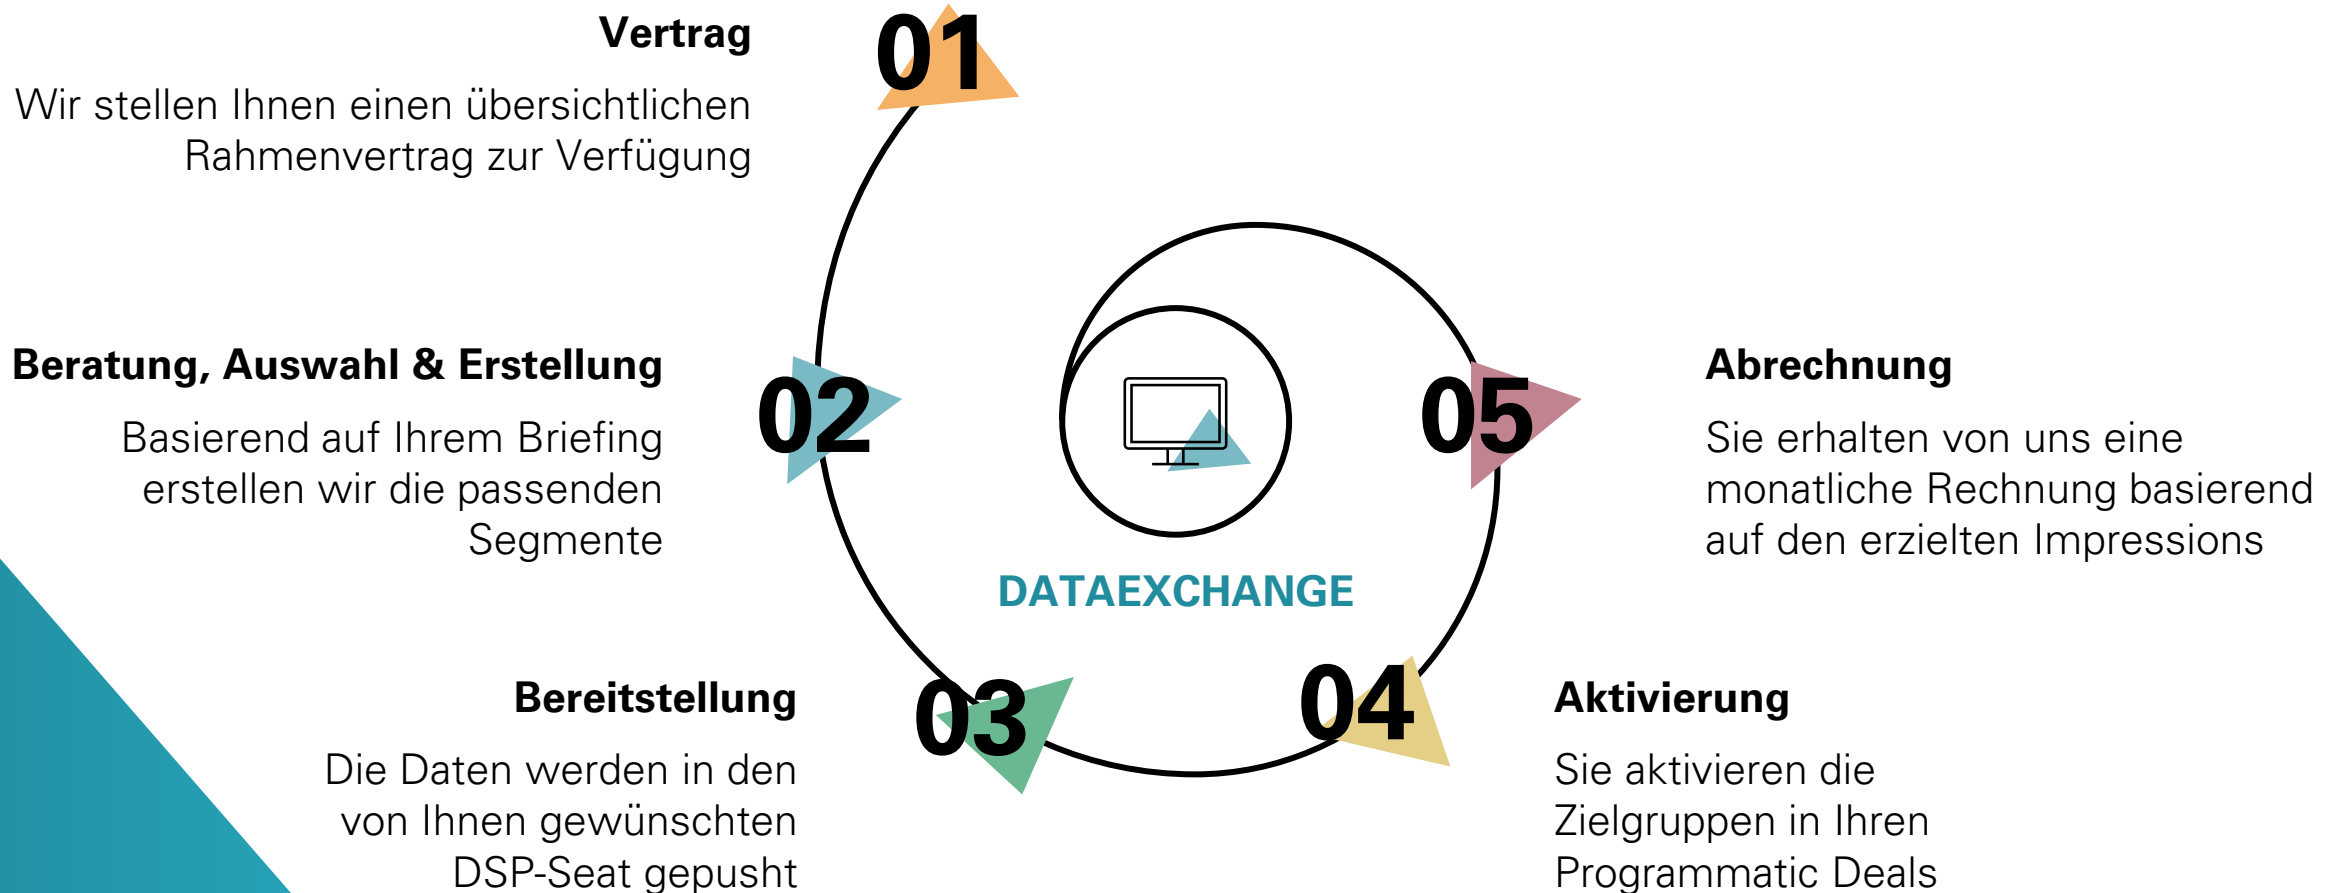 01
Vertrag
Wir stellen Ihnen einen übersichtlichen
Rahmenvertrag zur Verfügung
02
Beratung, Auswahl & Erstellung
Basierend auf Ihrem Briefing
erstellen wir die passenden
Segmente
03
Bereitstellung
Die Daten werden in den
von Ihnen gewünschten
DSP-Seat gepusht
04
Aktivierung
Sie aktivieren die
Zielgruppen in Ihren
Programmatic Deals
05
Abrechnung
Sie erhalten von uns eine
monatliche Rechnung basierend
auf den erzielten Impressions
DATAEXCHANGE